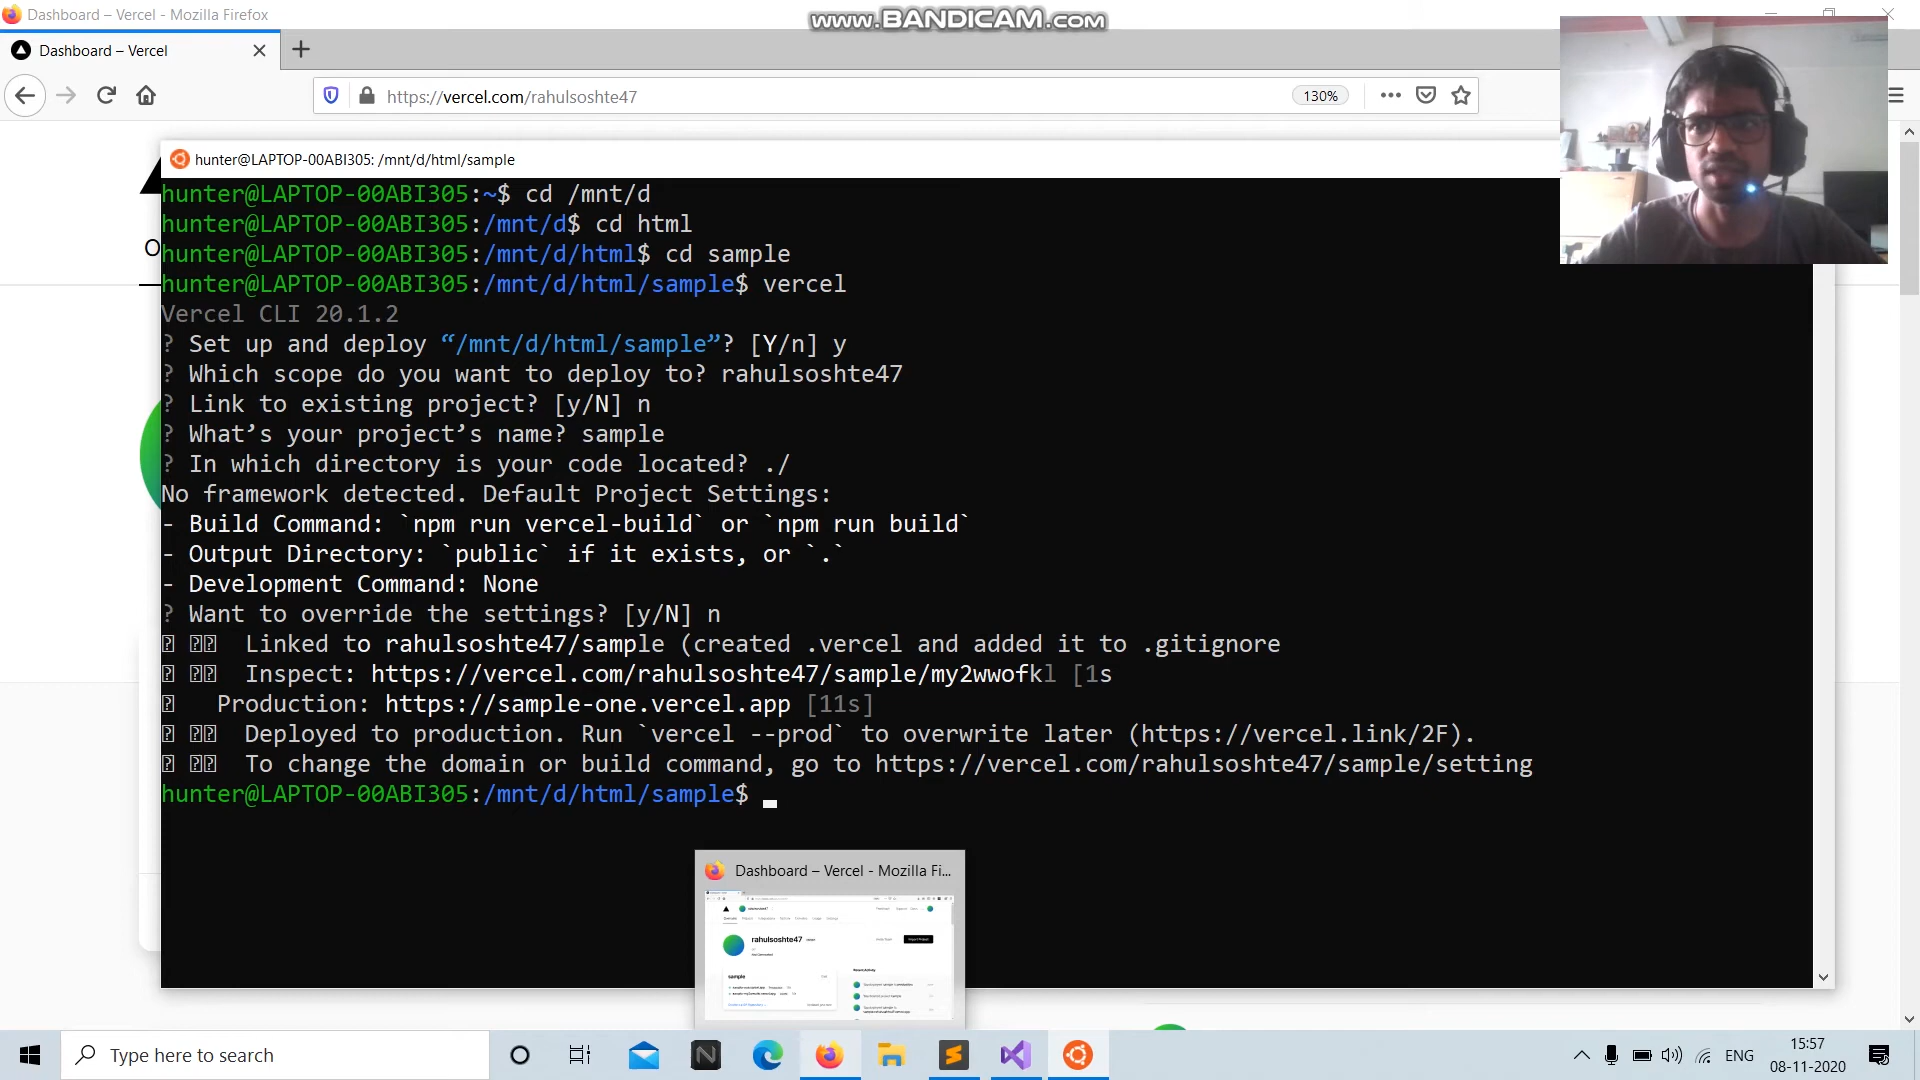 Dashboard – Vercel - Mozilla Firefox
www.BANDICAM.com
Dashboard – Vercel
https://vercel.com/rahulsoshte47
130%
hunter@LAPTOP-00ABI305: /mnt/d/html/sample
hunter@LAPTOP-00ABI305:~$ cd /mnt/d
hunter@LAPTOP-00ABI305:/mnt/d$ cd html
hunter@LAPTOP-00ABI305:/mnt/d/html$ cd sample
hunter@LAPTOP-00ABI305:/mnt/d/html/sample$ vercel
Vercel CLI 20.1.2
? Set up and deploy “/mnt/d/html/sample”? [Y/n] y
? Which scope do you want to deploy to? rahulsoshte47
? Link to existing project? [y/N] n
? What’s your project’s name? sample
? In which directory is your code located? ./
No framework detected. Default Project Settings:
- Build Command: `npm run vercel-build` or `npm run build`
- Output Directory: `public` if it exists, or `.`
- Development Command: None
? Want to override the settings? [y/N] n
Linked to rahulsoshte47/sample (created .vercel and added it to .gitignore
Inspect: https://vercel.com/rahulsoshte47/sample/my2wwofkl [1s
Production: https://sample-one.vercel.app [11s]
Deployed to production. Run `vercel --prod` to overwrite later (https://vercel.link/2F).
To change the domain or build command, go to https://vercel.com/rahulsoshte47/sample/setting
hunter@LAPTOP-00ABI305:/mnt/d/html/sample$
Dashboard – Vercel - Mozilla Fi...
rahulsoshte47
sample
Type here to search
ENG
15:57
08-11-2020